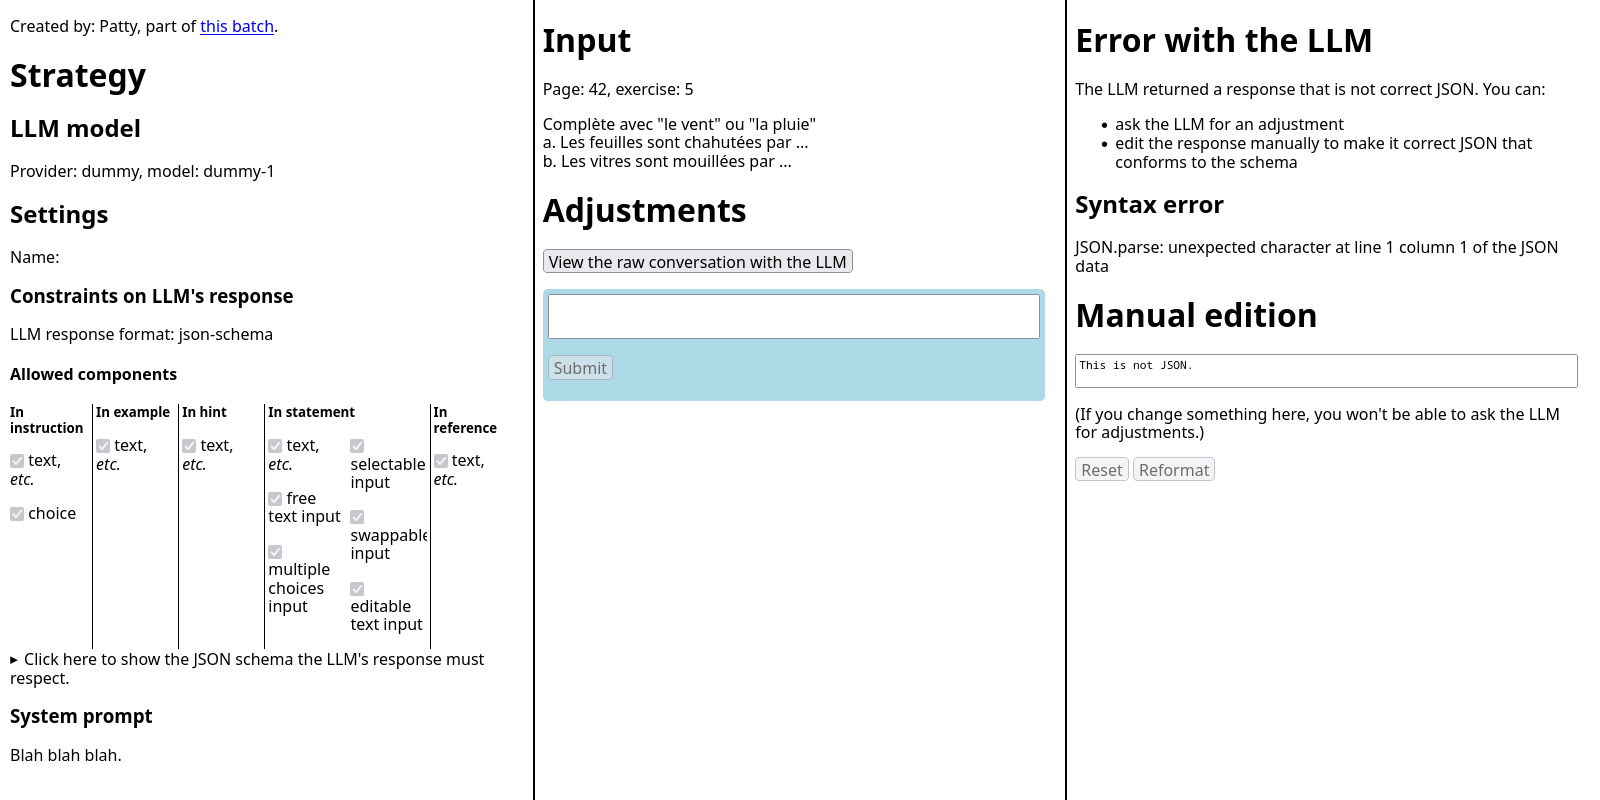 Created by: Patty, part of this batch.
Strategy
LLM model
Provider: dummy, model: dummy-1
Settings
Name:
Constraints on LLM's response
LLM response format: json-schema
Allowed components
In
instruction
text,
etc.
choice
In example
text,
etc.
In hint
text,
etc.
In statement
text,
etc.
free
text input
multiple
choices
input
selectable
input
swappable
input
editable
text input
In
reference
text,
etc.
Click here to show the JSON schema the LLM's response must
respect.
System prompt
Blah blah blah.
Input
Page: 42, exercise: 5
Complète avec "le vent" ou "la pluie"
a. Les feuilles sont chahutées par ...
b. Les vitres sont mouillées par ...
Adjustments
View the raw conversation with the LLM
Submit
Error with the LLM
The LLM returned a response that is not correct JSON. You can:
ask the LLM for an adjustment
edit the response manually to make it correct JSON that
conforms to the schema
Syntax error
JSON.parse: unexpected character at line 1 column 1 of the JSON
data
Manual edition
This is not JSON.
(If you change something here, you won't be able to ask the LLM
for adjustments.)
Reset Reformat